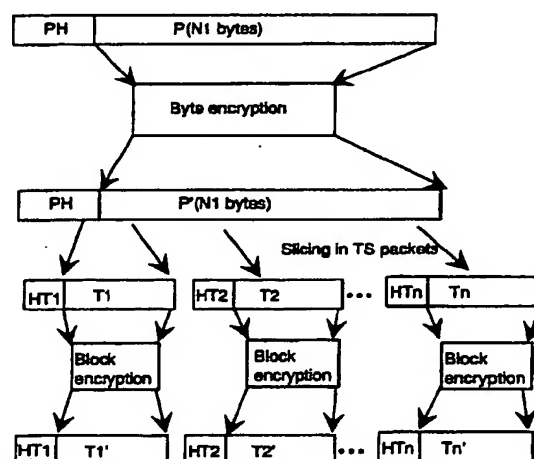 PH P(N1 bytes)
Byte encryption
PH P'(N1 bytes)
Slicing in TS packets
HT1 T1 HT2 T2 ••• HTn Tn
Block encryption Block encryption Block encryption
HT1 T1' HT2 T2' ••• HTn Tn'